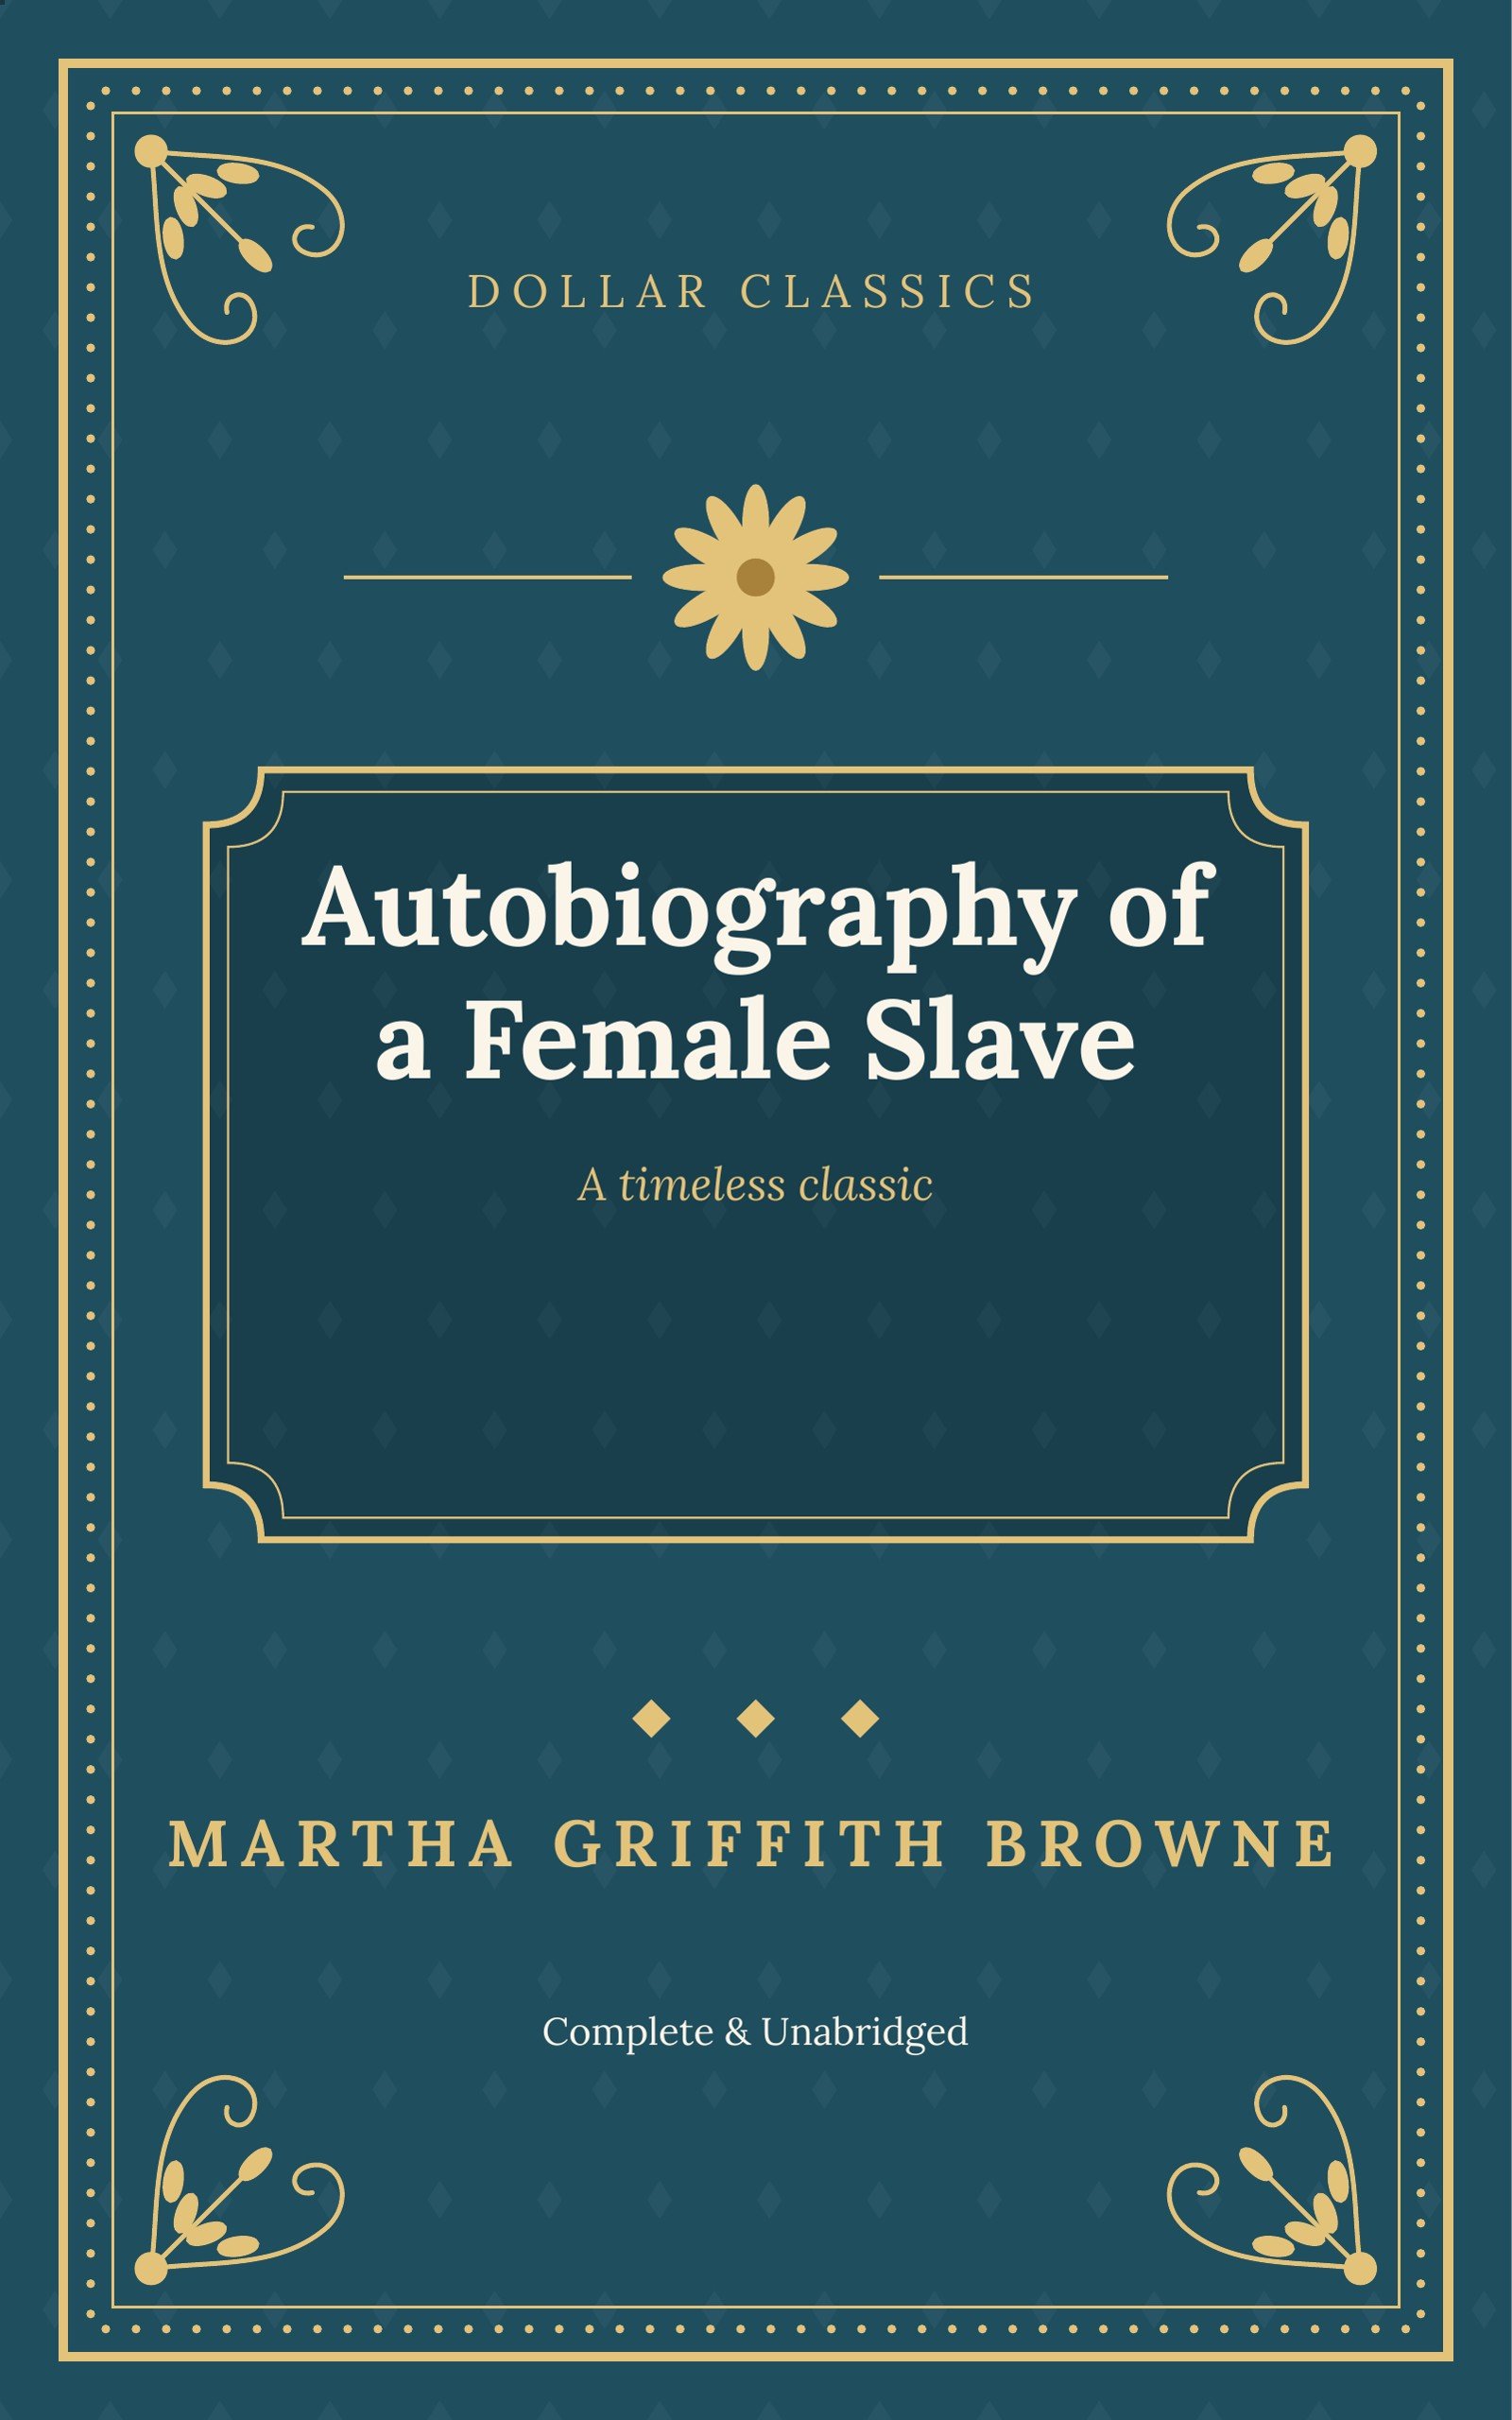 DOLLAR CLASSICS
Autobiography of
a Female Slave
A timeless classic
MARTHA GRIFFITH BROWNE
Complete & Unabridged